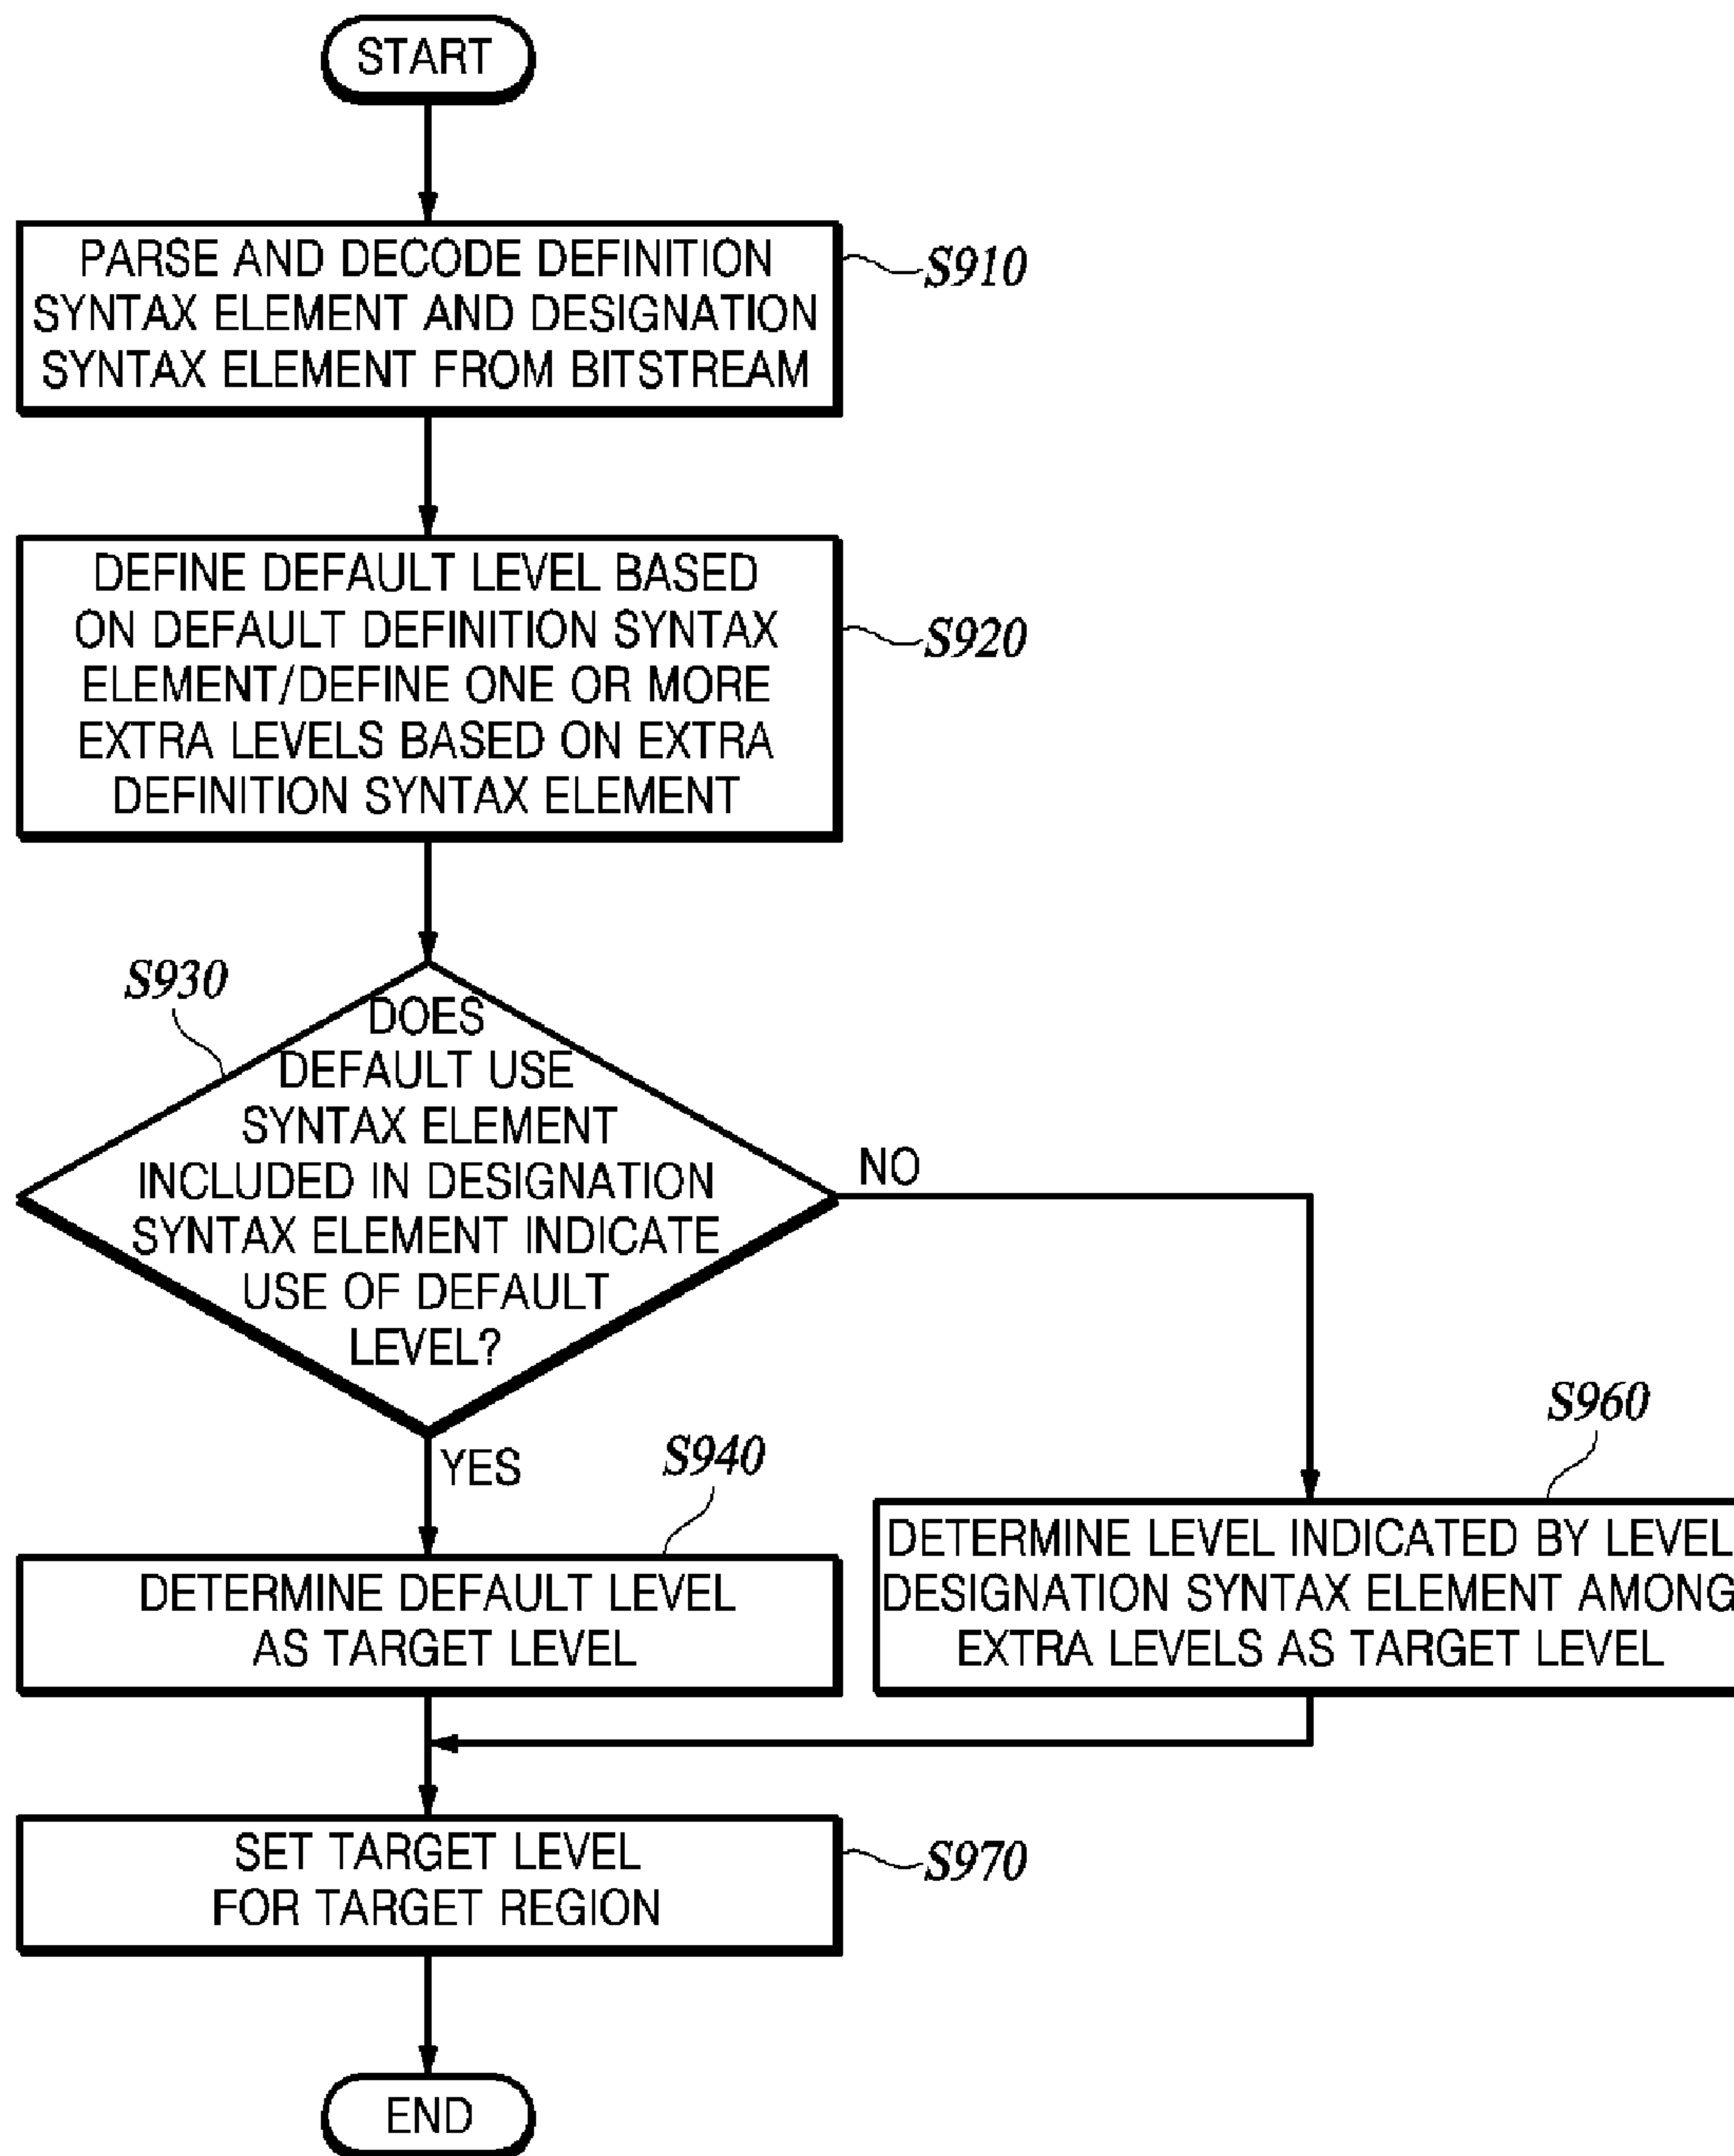 START
PARSE AND DECODE DEFINITION
SYNTAX ELEMENT AND DESIGNATION
SYNTAX ELEMENT FROM BITSTREAM
S910
DEFINE DEFAULT LEVEL BASED
ON DEFAULT DEFINITION SYNTAX
ELEMENT/DEFINE ONE OR MORE
EXTRA LEVELS BASED ON EXTRA
DEFINITION SYNTAX ELEMENT
S920
S930
DOES
DEFAULT USE
SYNTAX ELEMENT
INCLUDED IN DESIGNATION
SYNTAX ELEMENT INDICATE
USE OF DEFAULT
LEVEL?
NO
YES
S940
DETERMINE DEFAULT LEVEL
AS TARGET LEVEL
S960
DETERMINE LEVEL INDICATED BY LEVEL
DESIGNATION SYNTAX ELEMENT AMONG
EXTRA LEVELS AS TARGET LEVEL
SET TARGET LEVEL
FOR TARGET REGION
S970
END